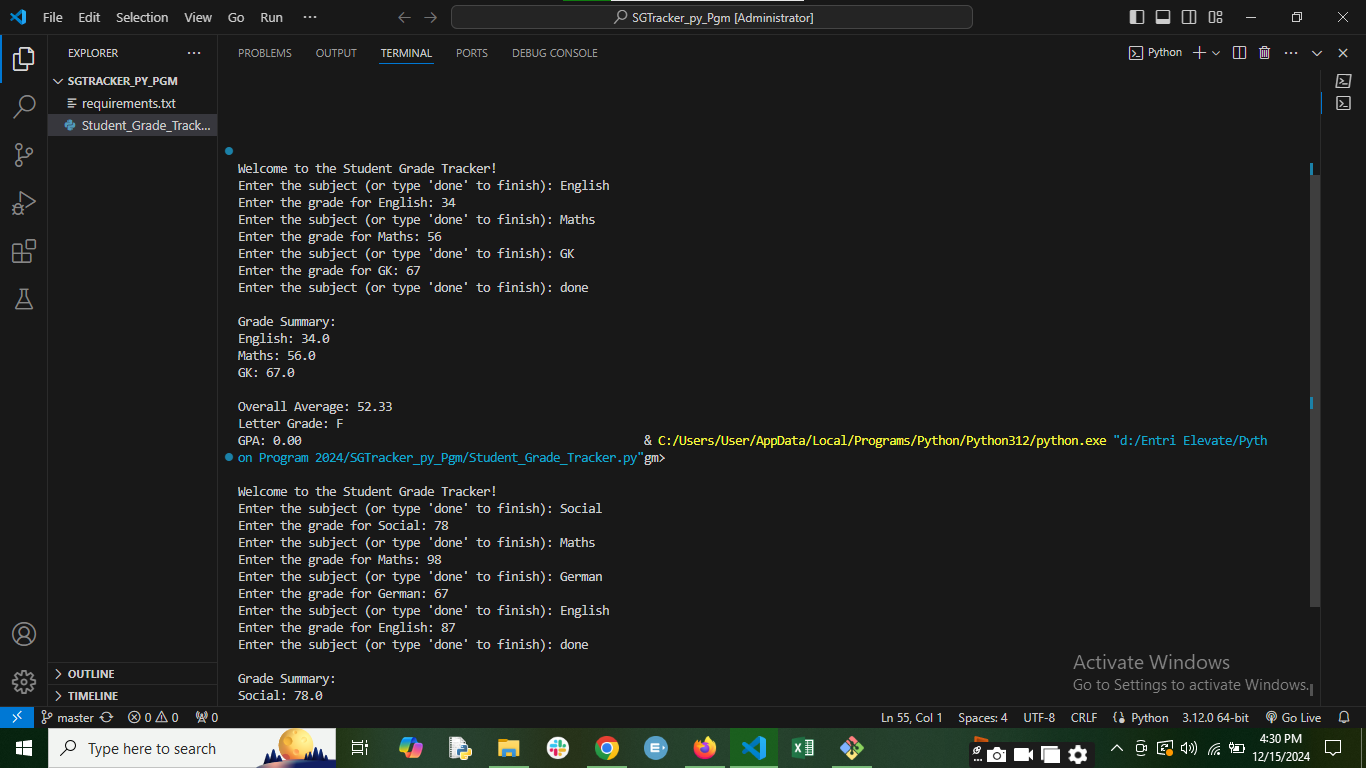 File Edit Selection View Go Run ···
SGTracker_py_Pgm [Administrator]
EXPLORER ···
SGTRACKER_PY_PGM
requirements.txt
Student_Grade_Track...
OUTLINE
TIMELINE
PROBLEMS OUTPUT TERMINAL PORTS DEBUG CONSOLE
Python
Welcome to the Student Grade Tracker!
Enter the subject (or type 'done' to finish): English
Enter the grade for English: 34
Enter the subject (or type 'done' to finish): Maths
Enter the grade for Maths: 56
Enter the subject (or type 'done' to finish): GK
Enter the grade for GK: 67
Enter the subject (or type 'done' to finish): done
Grade Summary:
English: 34.0
Maths: 56.0
GK: 67.0
Overall Average: 52.33
Letter Grade: F
GPA: 0.00 & C:/Users/User/AppData/Local/Programs/Python/Python312/python.exe "d:/Entri Elevate/Pyth
on Program 2024/SGTracker_py_Pgm/Student_Grade_Tracker.py"gm>
Welcome to the Student Grade Tracker!
Enter the subject (or type 'done' to finish): Social
Enter the grade for Social: 78
Enter the subject (or type 'done' to finish): Maths
Enter the grade for Maths: 98
Enter the subject (or type 'done' to finish): German
Enter the grade for German: 67
Enter the subject (or type 'done' to finish): English
Enter the grade for English: 87
Enter the subject (or type 'done' to finish): done
Grade Summary:
Social: 78.0
Activate Windows
Go to Settings to activate Windows.
master 0 0 0 Ln 55, Col 1 Spaces: 4 UTF-8 CRLF Python 3.12.0 64-bit Go Live
Type here to search
4:30 PM
12/15/2024